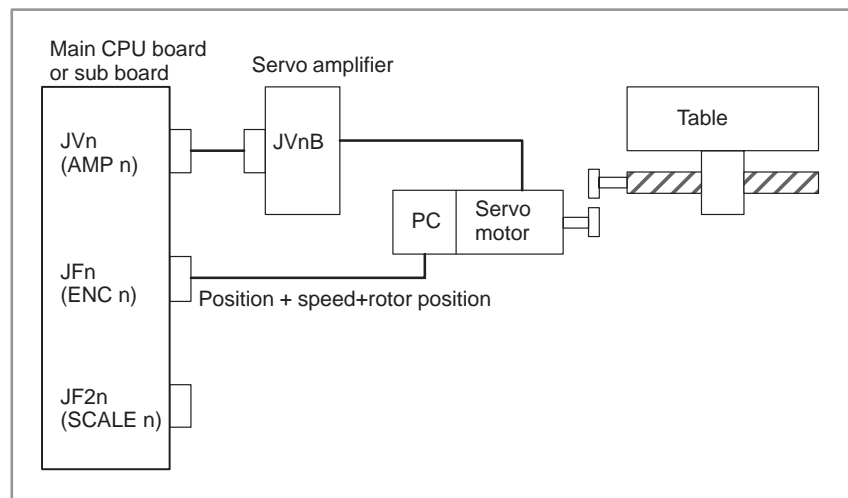 Main CPU board
or sub board
Servo amplifier
JVn
(AMP n)
JVnB
Table
PC
Servo
motor
JFn
(ENC n)
Position + speed+rotor position
JF2n
(SCALE n)